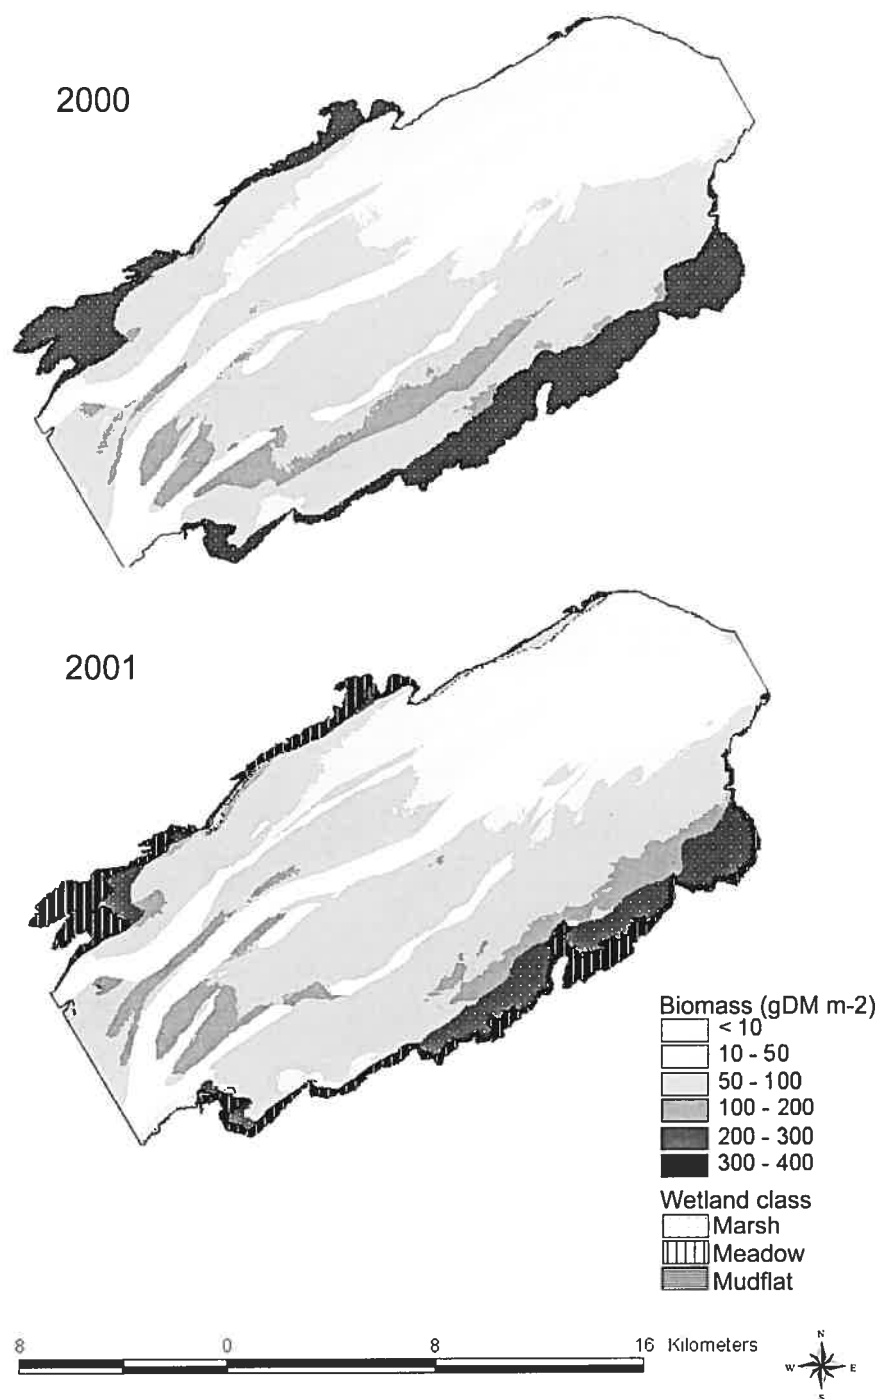 2000
2001
Biomass (gDM m-2)
< 10
10 - 50
50 - 100
100 - 200
200 - 300
300 - 400
Wetland class
Marsh
Meadow
Mudflat
8 0 8 16 Kilometers
N
W E
S